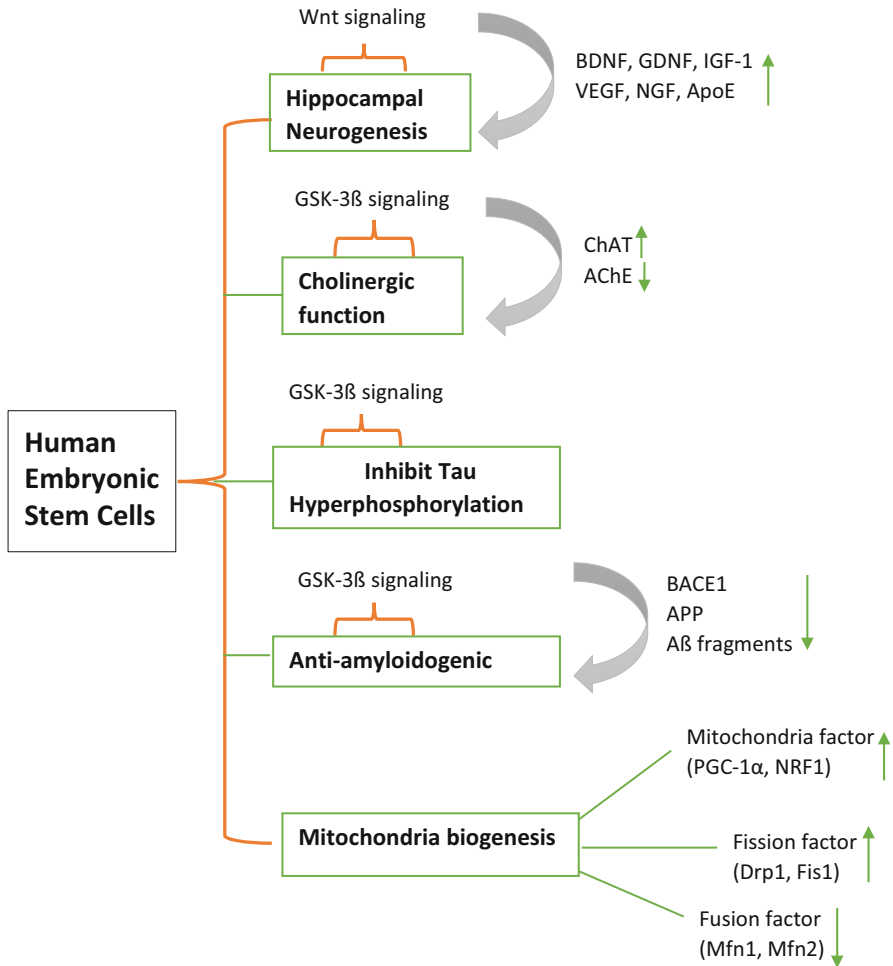 Wnt signaling
Hippocampal
Neurogenesis
BDNF, GDNF, IGF-1
VEGF, NGF, ApoE
GSK-3ß signaling
Cholinergic
function
ChAT
AChE
Human
Embryonic
Stem Cells
GSK-3ß signaling
Inhibit Tau
Hyperphosphorylation
GSK-3ß signaling
Anti-amyloidogenic
BACE1
APP
Aß fragments
Mitochondria biogenesis
Mitochondria factor
(PGC-1α, NRF1)
Fission factor
(Drp1, Fis1)
Fusion factor
(Mfn1, Mfn2)